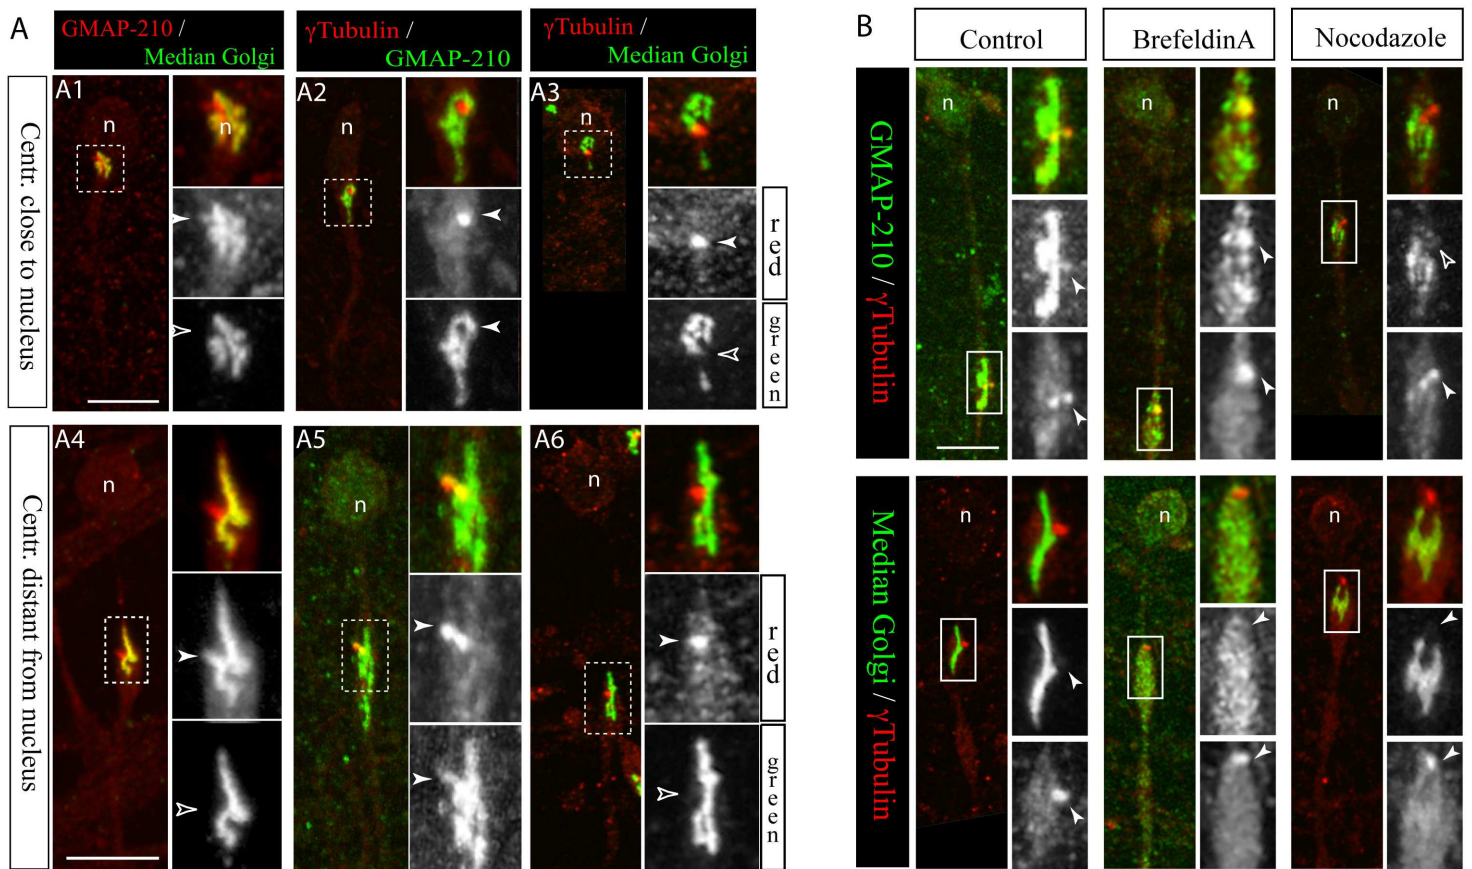 A
GMAP-210 /
Median Golgi
γTubulin /
GMAP-210
γTubulin /
Median Golgi
Centr. close to nucleus
A1
n
n
A2
n
A3
n
red
green
Centr. distant from nucleus
A4
n
A5
n
A6
n
red
green
B
Control
BrefeldinA
Nocodazole
GMAP-210 / γTubulin
n
n
n
Median Golgi / γTubulin
n
n
n